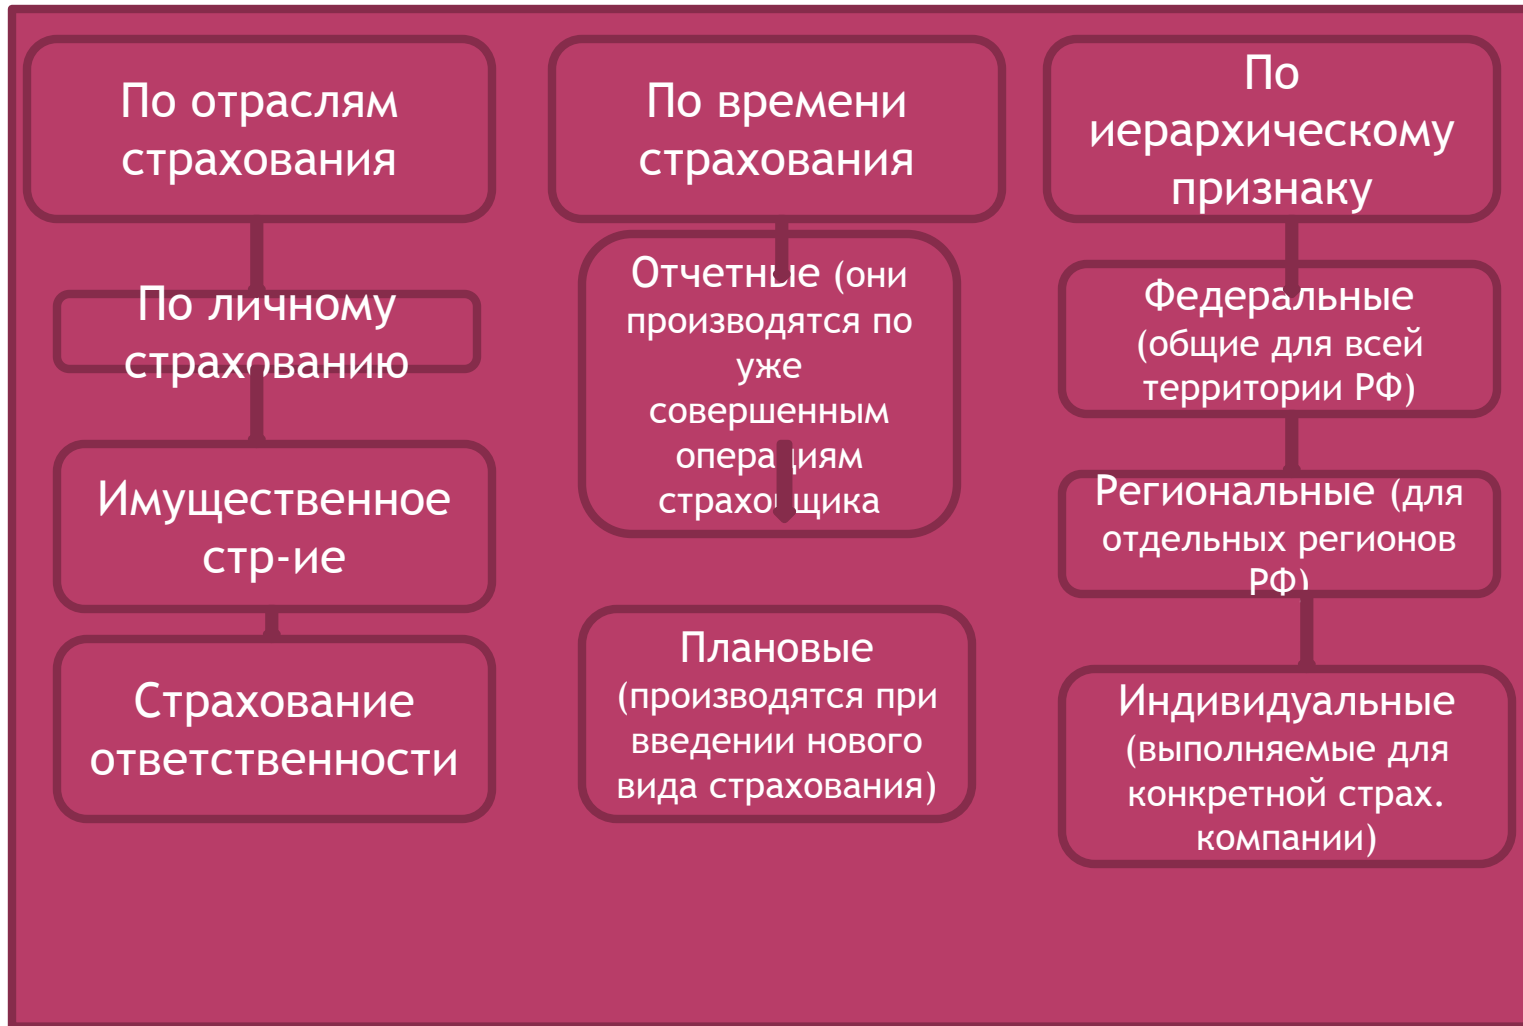 По отраслям
страхования
По личному
страхованию
Имущественное
стр-ие
Страхование
ответственности
По времени
страхования
Отчетные (они
производятся по
уже
совершенным
операциям
страховщика
Плановые
(производятся при
введении нового
вида страхования)
По
иерархическому
признаку
Федеральные
(общие для всей
территории РФ)
Региональные (для
отдельных регионов
РФ)
Индивидуальные
(выполняемые для
конкретной страх.
компании)